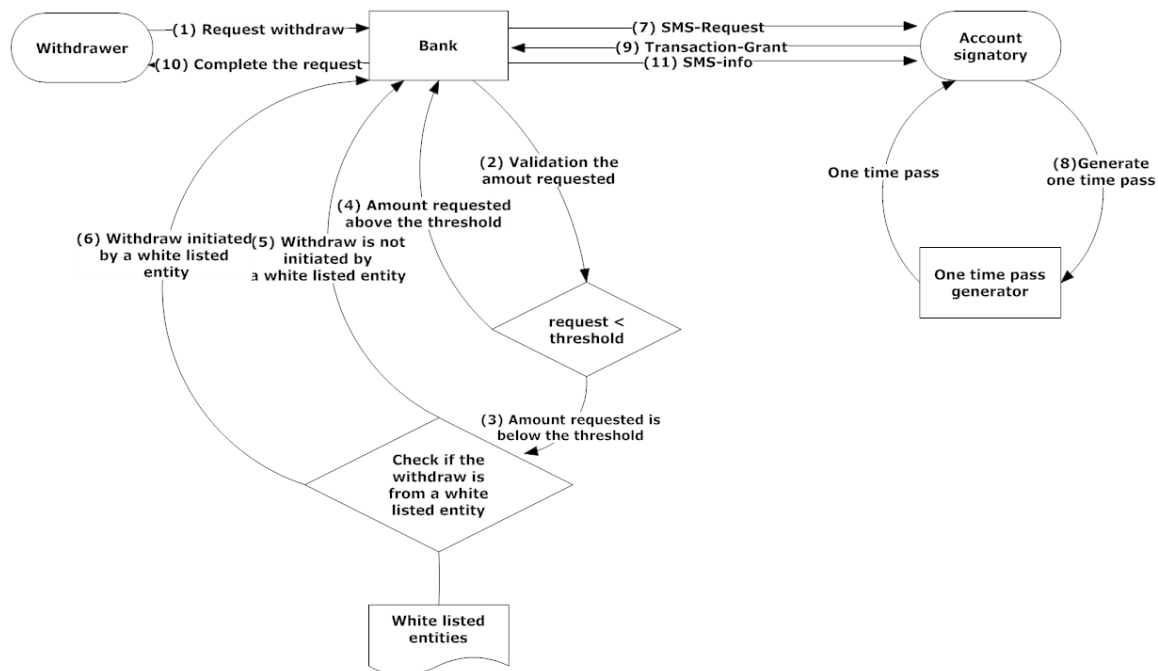 Withdrawer
(1) Request withdraw
(10) Complete the request
Bank
(7) SMS-Request
(9) Transaction-Grant
(11) SMS-info
Account
signatory
(2) Validation the
amout requested
(4) Amount requested
above the threshold
(6) Withdraw initiated
by a white listed
entity
(5) Withdraw is not
initiated by
a white listed entity
One time pass
(8)Generate
one time pass
One time pass
generator
request <
threshold
(3) Amount requested is
below the threshold
Check if the
withdraw is
from a white
listed entity
White listed
entities